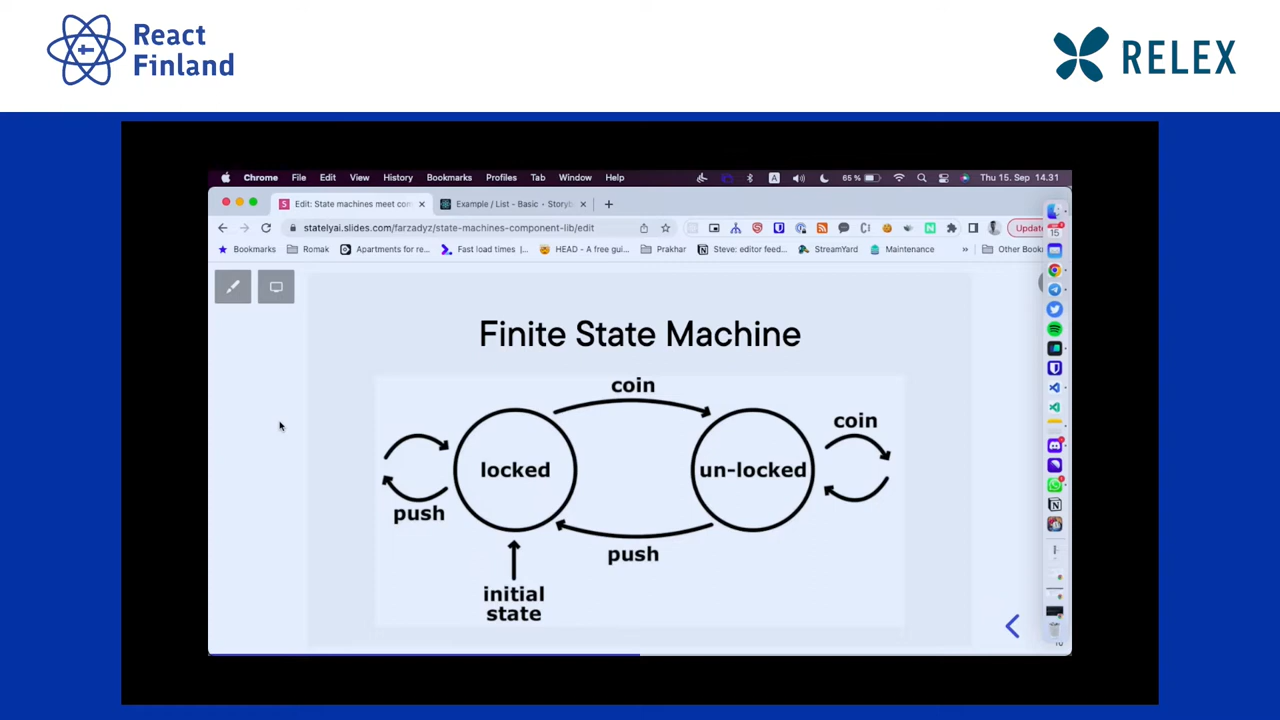 React
Finland
RELEX
Chrome File Edit View History Bookmarks Profiles Tab Window Help A 65 % Thu 15. Sep 14.31
Edit: State machines meet com Example / List - Basic · Storyb
statelyai.slides.com/farzadyz/state-machines-component-lib/edit Update
Bookmarks Romak Apartments for re... Fast load times | ... HEAD - A free gui... Prakhar Steve: editor feed... StreamYard Maintenance » Other Book
Finite State Machine
coin
coin
locked
un-locked
push
push
initial
state